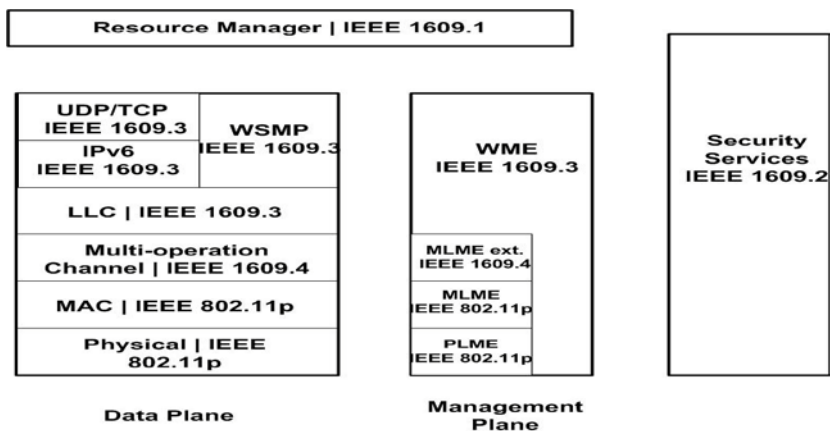 Resource Manager | IEEE 1609.1
UDP/TCP
IEEE 1609.3
IPv6
IEEE 1609.3
WSMP
IEEE 1609.3
LLC | IEEE 1609.3
Multi-operation
Channel | IEEE 1609.4
MAC | IEEE 802.11p
Physical | IEEE
802.11p
Data Plane
WME
IEEE 1609.3
MLME ext.
IEEE 1609.4
MLME
IEEE 802.11p
PLME
IEEE 802.11p
Management
Plane
Security
Services
IEEE 1609.2